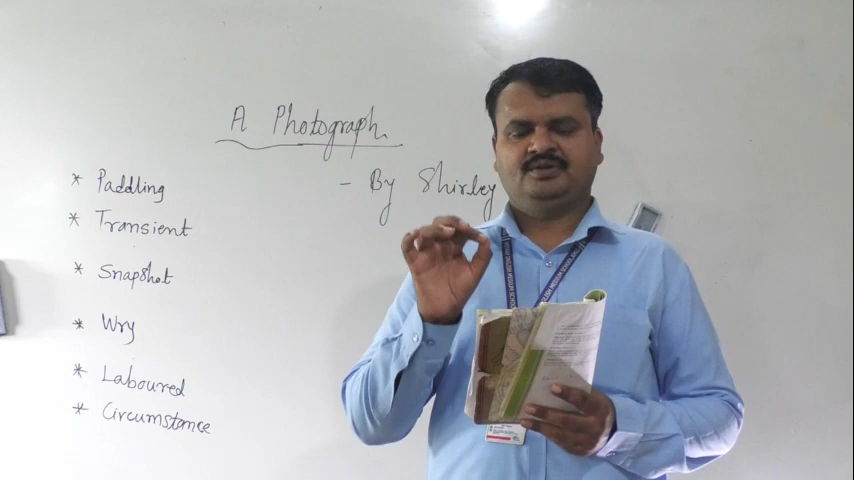 A Photograph
- By Shirley
* Paddling
* Transient
* Snapshot
* Wry
* Laboured
* Circumstance